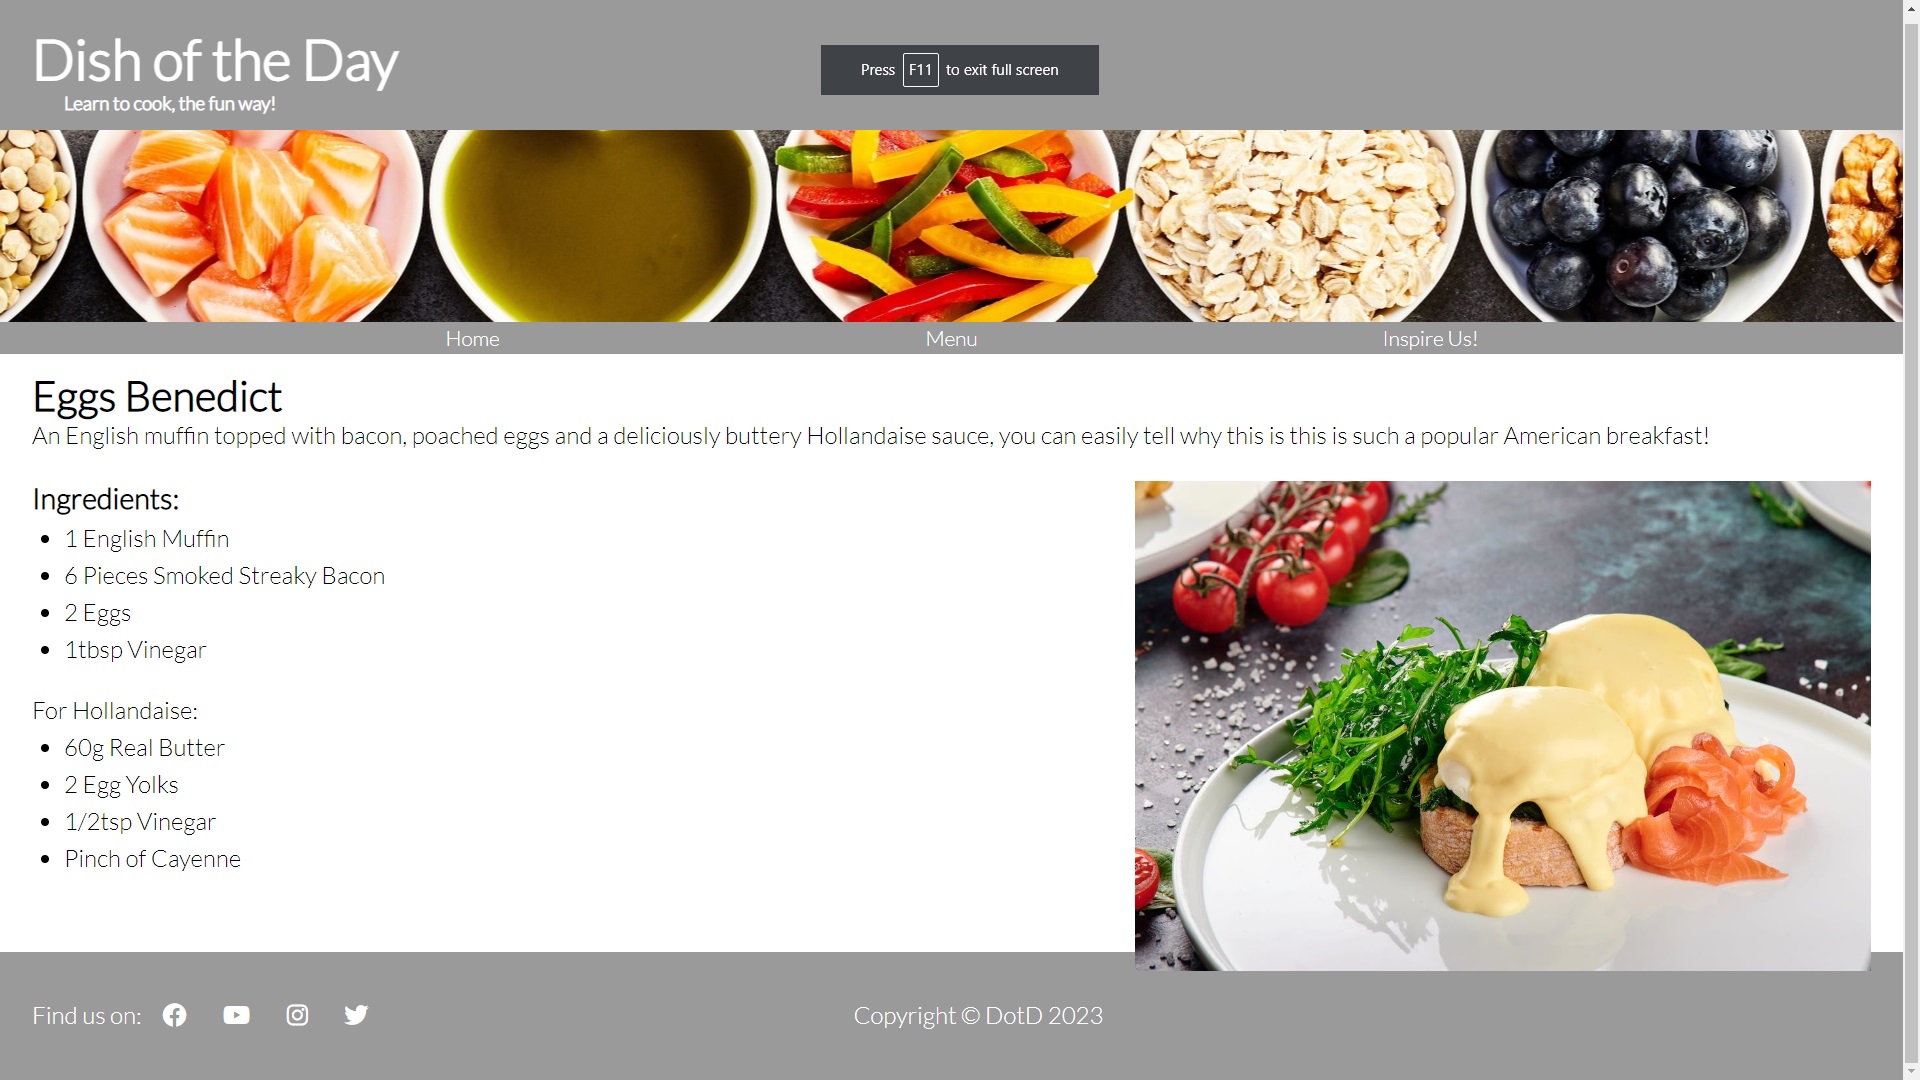 Dish of the Day
Learn to cook, the fun way!
Press F11 to exit full screen
Home Menu Inspire Us!
Eggs Benedict
An English muffin topped with bacon, poached eggs and a deliciously buttery Hollandaise sauce, you can easily tell why this is this is such a popular American breakfast!
Ingredients:
• 1 English Muffin
• 6 Pieces Smoked Streaky Bacon
• 2 Eggs
• 1tbsp Vinegar
For Hollandaise:
• 60g Real Butter
• 2 Egg Yolks
• 1/2tsp Vinegar
• Pinch of Cayenne
Find us on:
Copyright © DotD 2023